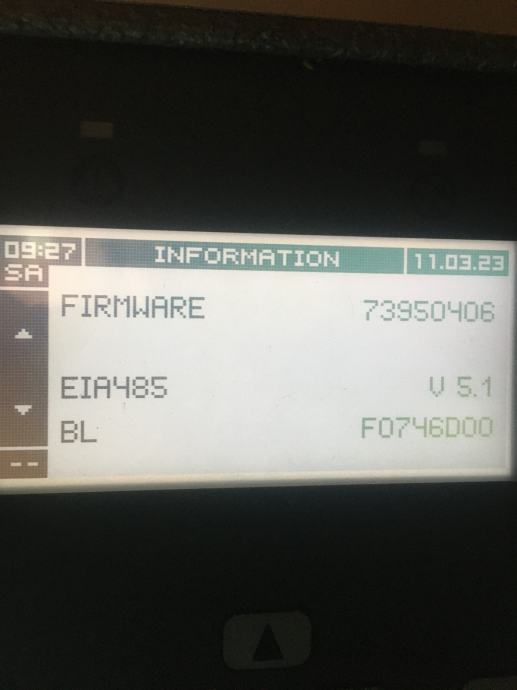 09:27 INFORMATION 11.03.23
SA
FIRMWARE 73950406
EIA485 V 5.1
BL F0746D00
--